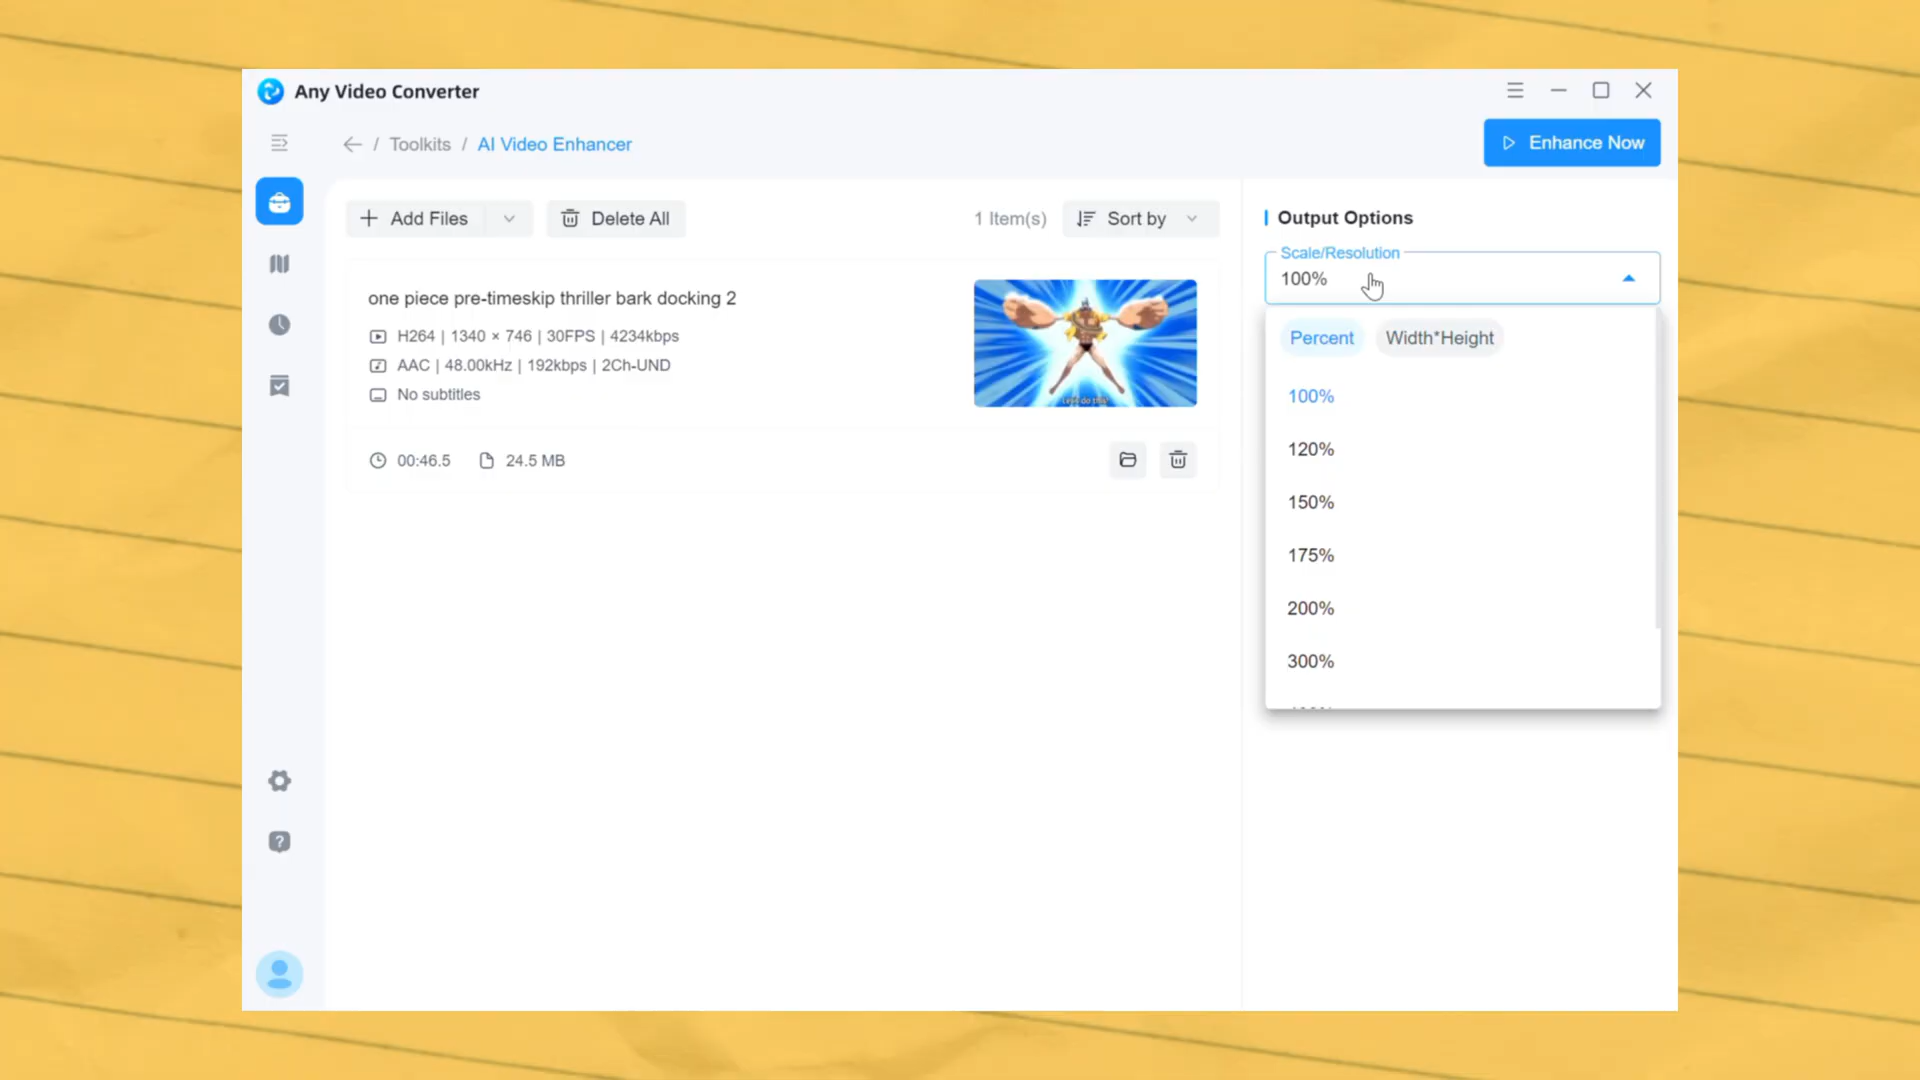 Any Video Converter
/ Toolkits / AI Video Enhancer
Enhance Now
Add Files
Delete All
1 Item(s)
Sort by
Output Options
Scale/Resolution
100%
Percent
Width*Height
100%
120%
150%
175%
200%
300%
one piece pre-timeskip thriller bark docking 2
H264 | 1340 × 746 | 30FPS | 4234kbps
AAC | 48.00kHz | 192kbps | 2Ch-UND
No subtitles
Let's do this!
00:46.5
24.5 MB
?